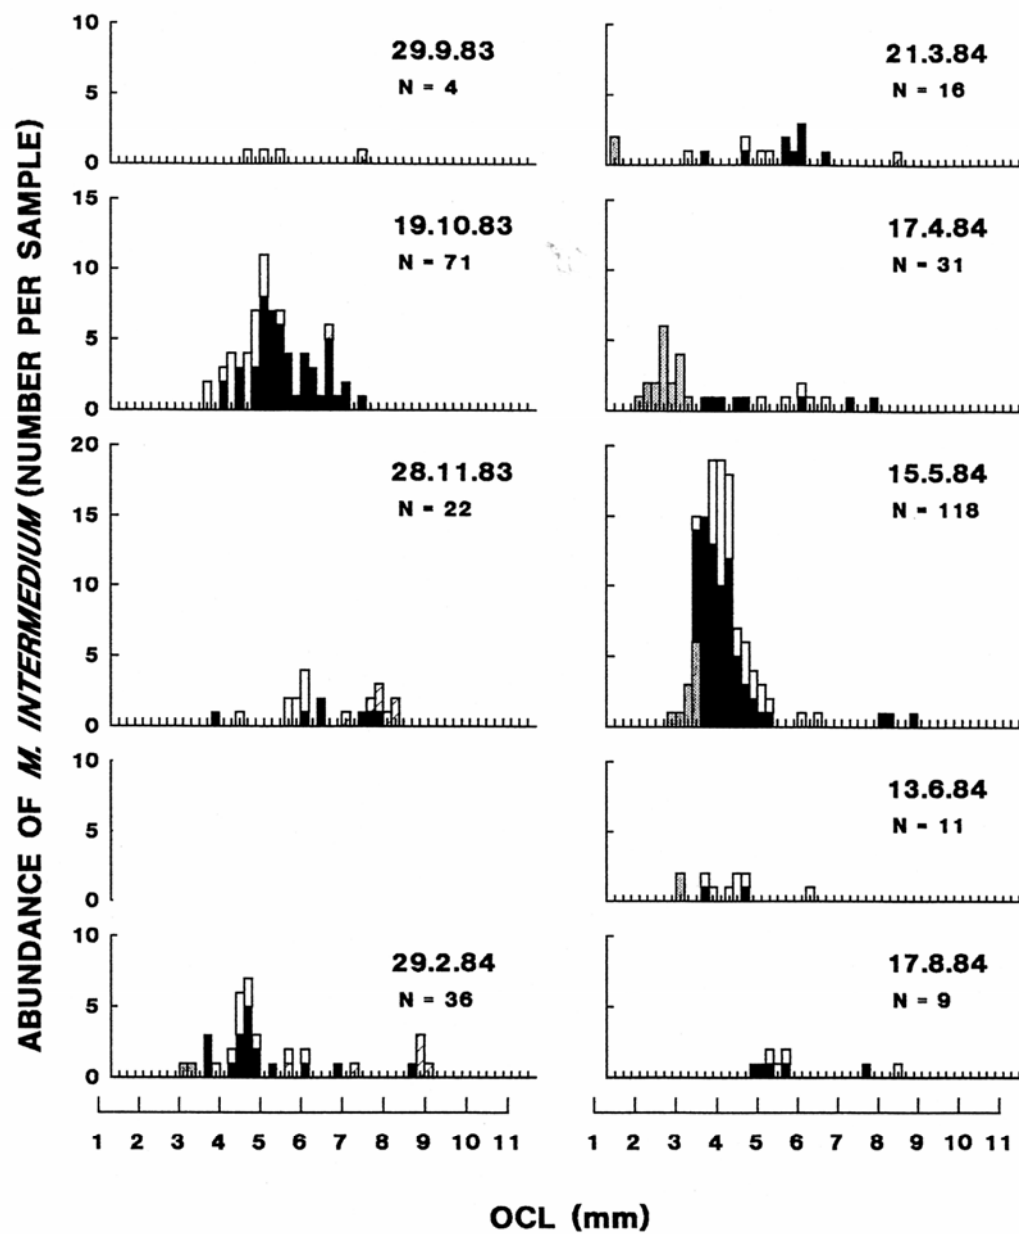 ABUNDANCE OF M. INTERMEDIUM (NUMBER PER SAMPLE)
10
5
0
29.9.83
N = 4
15
10
5
0
19.10.83
N = 71
20
15
10
5
0
28.11.83
N = 22
10
5
0
10
5
0
29.2.84
N = 36
1 2 3 4 5 6 7 8 9 10 11
21.3.84
N = 16
17.4.84
N = 31
15.5.84
N = 118
13.6.84
N = 11
17.8.84
N = 9
1 2 3 4 5 6 7 8 9 10 11
OCL (mm)